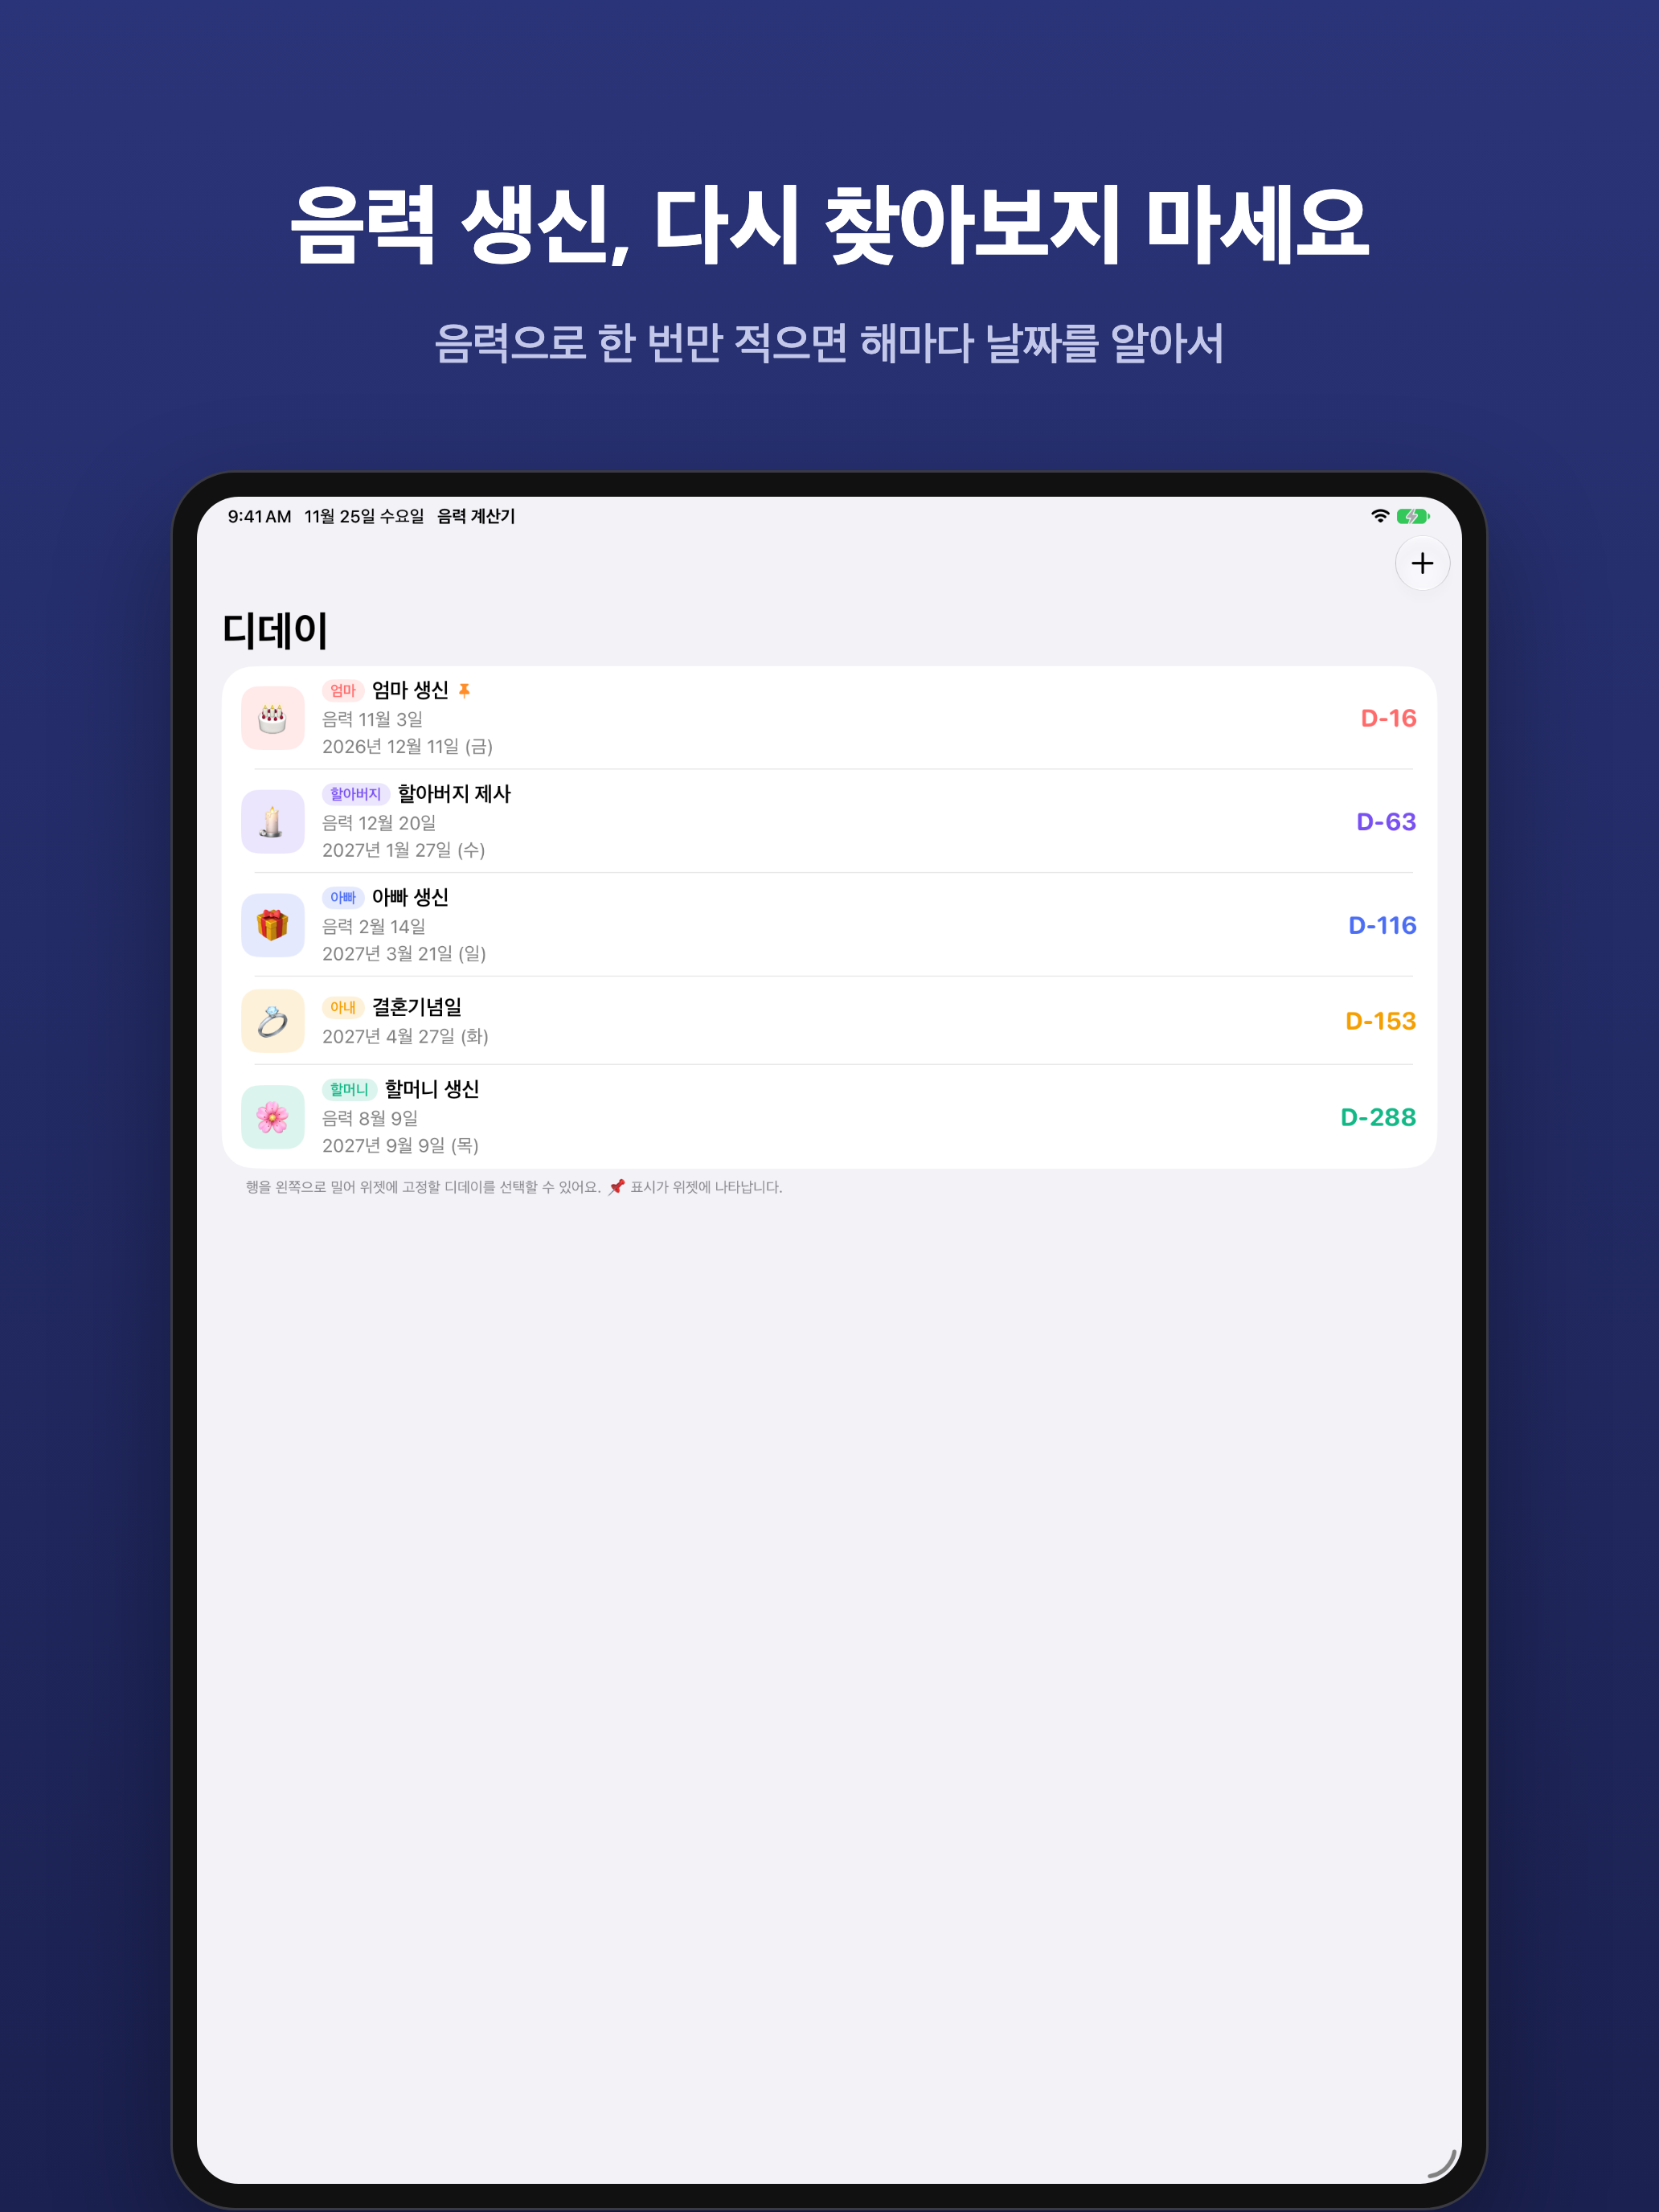 음력 생신, 다시 찾아보지 마세요
음력으로 한 번만 적으면 해마다 날짜를 알아서
9:41 AM 11월 25일 수요일 음력 계산기
디데이
엄마 엄마 생신
음력 11월 3일
2026년 12월 11일 (금)
D-16
할아버지 할아버지 제사
음력 12월 20일
2027년 1월 27일 (수)
D-63
아빠 아빠 생신
음력 2월 14일
2027년 3월 21일 (일)
D-116
아내 결혼기념일
2027년 4월 27일 (화)
D-153
할머니 할머니 생신
음력 8월 9일
2027년 9월 9일 (목)
D-288
행을 왼쪽으로 밀어 위젯에 고정할 디데이를 선택할 수 있어요. 📌 표시가 위젯에 나타납니다.